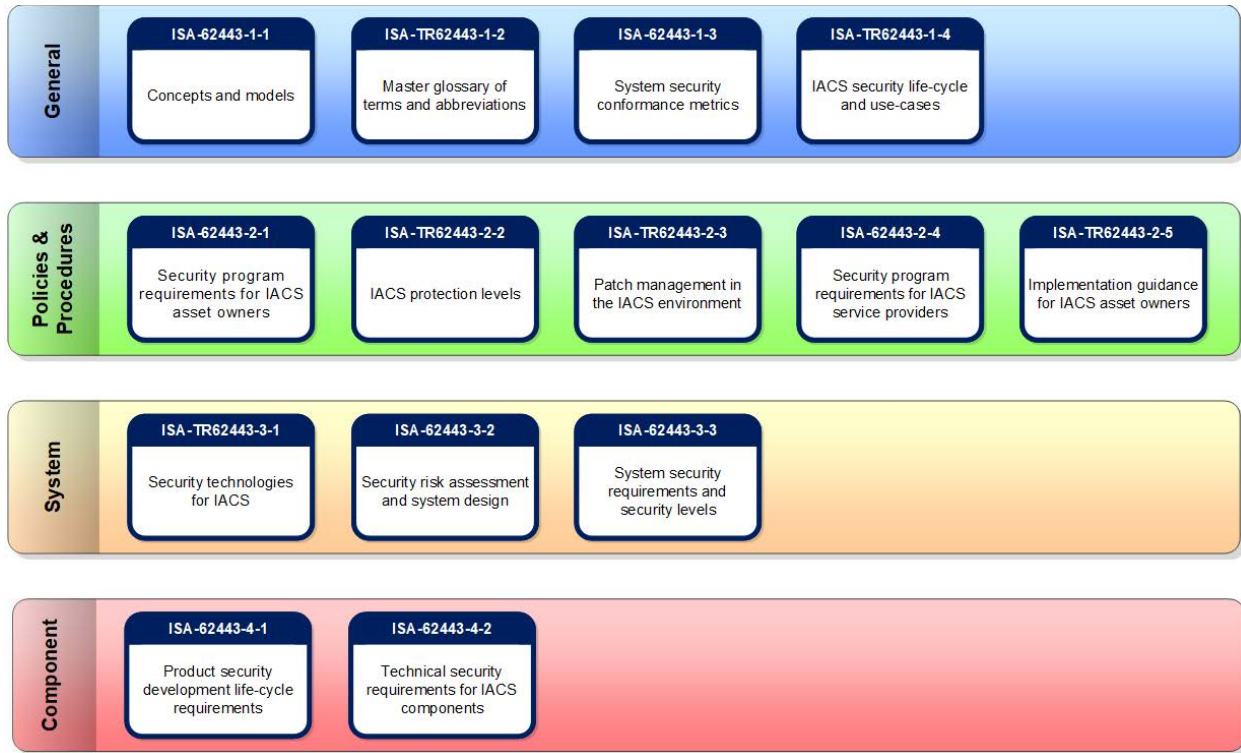 General
ISA-62443-1-1
Concepts and models
ISA-TR62443-1-2
Master glossary of
terms and abbreviations
ISA-62443-1-3
System security
conformance metrics
ISA-TR62443-1-4
IACS security life-cycle
and use-cases
Policies &
Procedures
ISA-62443-2-1
Security program
requirements for IACS
asset owners
ISA-TR62443-2-2
IACS protection levels
ISA-TR62443-2-3
Patch management in
the IACS environment
ISA-62443-2-4
Security program
requirements for IACS
service providers
ISA-TR62443-2-5
Implementation guidance
for IACS asset owners
System
ISA-TR62443-3-1
Security technologies
for IACS
ISA-62443-3-2
Security risk assessment
and system design
ISA-62443-3-3
System security
requirements and
security levels
Component
ISA-62443-4-1
Product security
development life-cycle
requirements
ISA-62443-4-2
Technical security
requirements for IACS
components